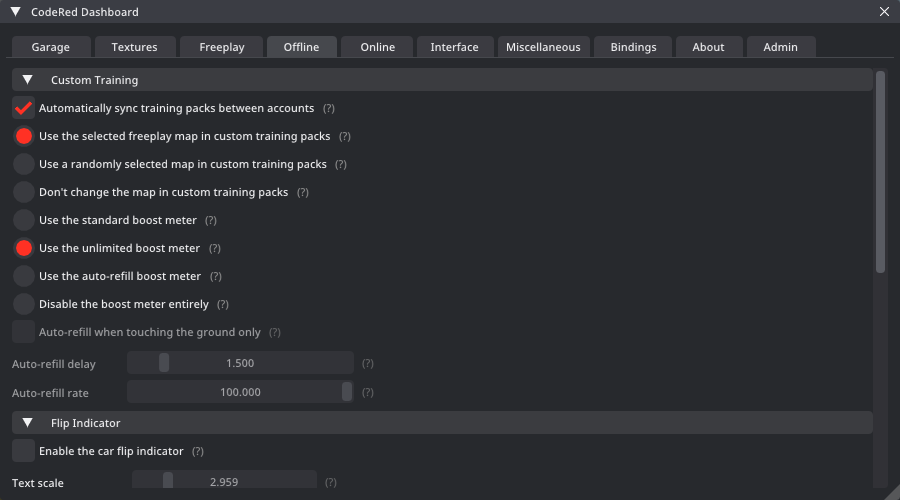 CodeRed Dashboard
Garage Textures Freeplay Offline Online Interface Miscellaneous Bindings About Admin
Custom Training
Automatically sync training packs between accounts (?)
Use the selected freeplay map in custom training packs (?)
Use a randomly selected map in custom training packs (?)
Don't change the map in custom training packs (?)
Use the standard boost meter (?)
Use the unlimited boost meter (?)
Use the auto-refill boost meter (?)
Disable the boost meter entirely (?)
Auto-refill when touching the ground only (?)
Auto-refill delay 1.500 (?)
Auto-refill rate 100.000 (?)
Flip Indicator
Enable the car flip indicator (?)
Text scale 2.959 (?)